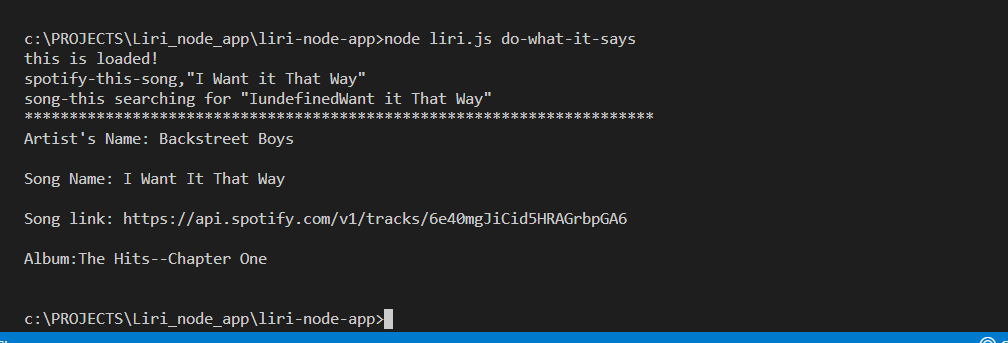 c:\PROJECTS\Liri_node_app\liri-node-app>node liri.js do-what-it-says
this is loaded!
spotify-this-song,"I Want it That Way"
song-this searching for "IundefinedWant it That Way"
**********************************************************************
Artist's Name: Backstreet Boys
Song Name: I Want It That Way
Song link: https://api.spotify.com/v1/tracks/6e40mgJiCid5HRAGrbpGA6
Album:The Hits--Chapter One
c:\PROJECTS\Liri_node_app\liri-node-app>